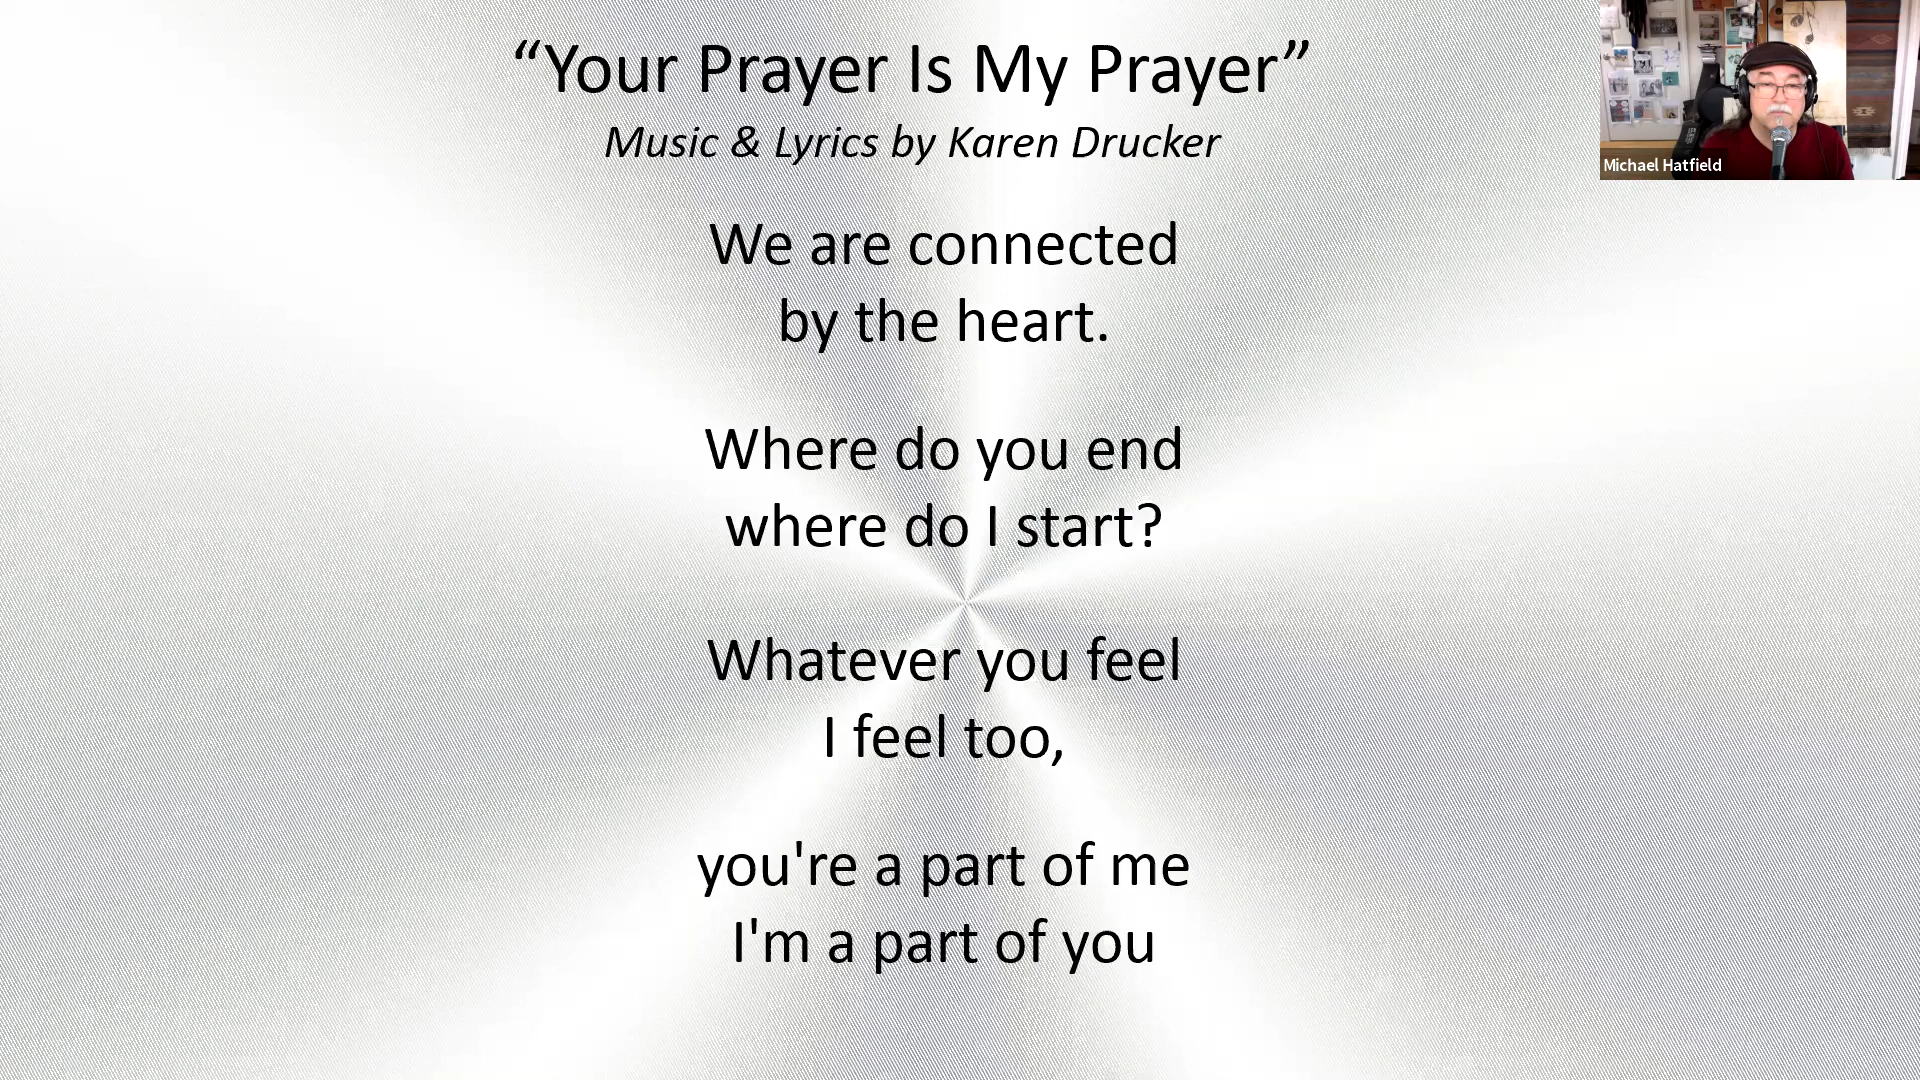 “Your Prayer Is My Prayer”
Music & Lyrics by Karen Drucker
We are connected
by the heart.
Where do you end
where do I start?
Whatever you feel
I feel too,
you're a part of me
I'm a part of you
Michael Hatfield